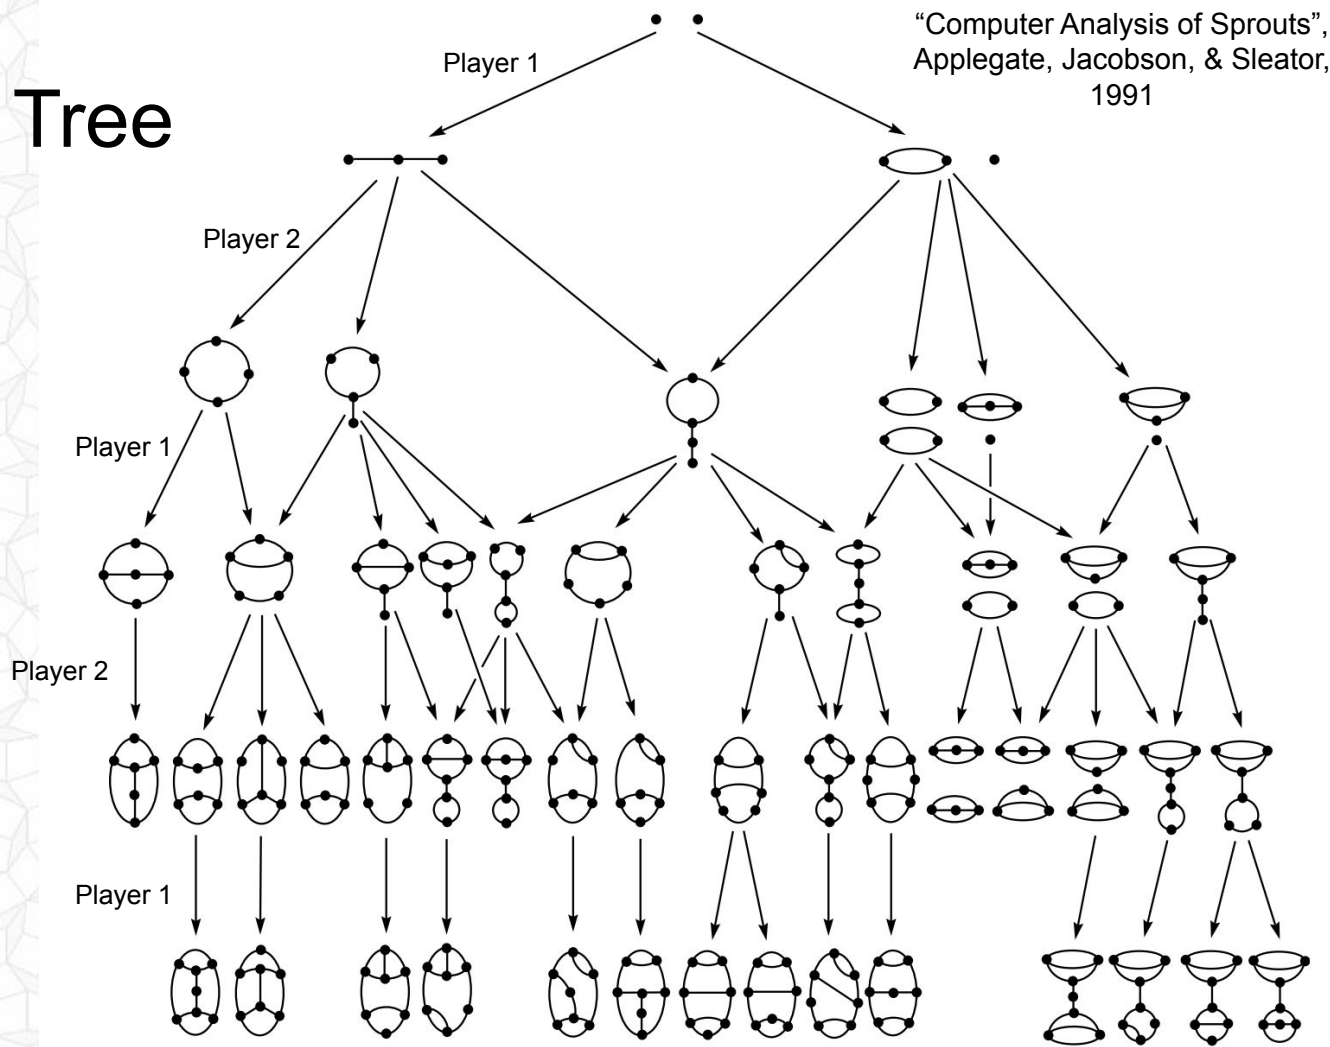 “Computer Analysis of Sprouts”,
Applegate, Jacobson, & Sleator,
1991
Tree
Player 1
Player 2
Player 1
Player 2
Player 1